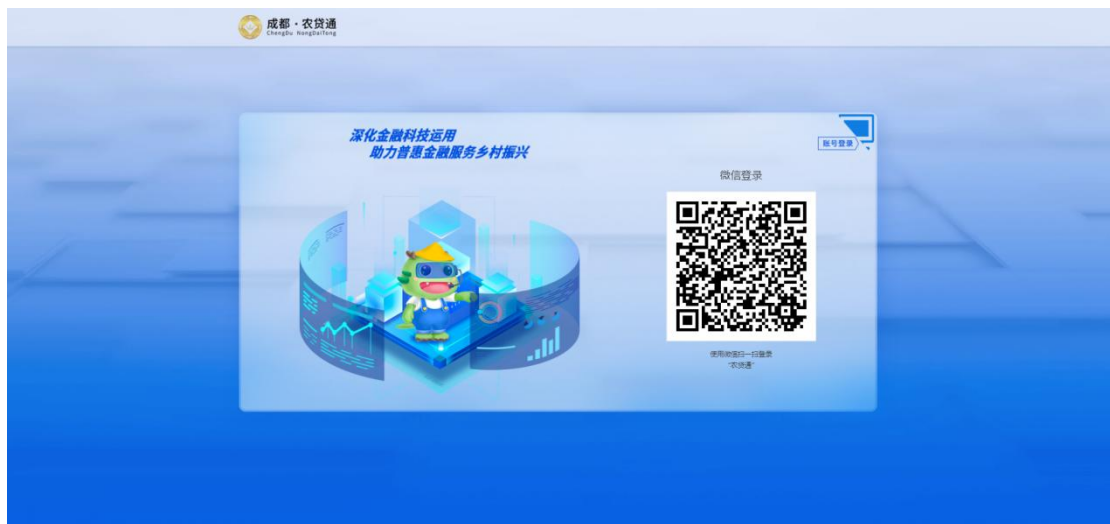 成都·农贷通
ChengDu NongDaiTong
深化金融科技运用
助力普惠金融服务乡村振兴
账号登录
微信登录
使用微信扫一扫登录
“农贷通”